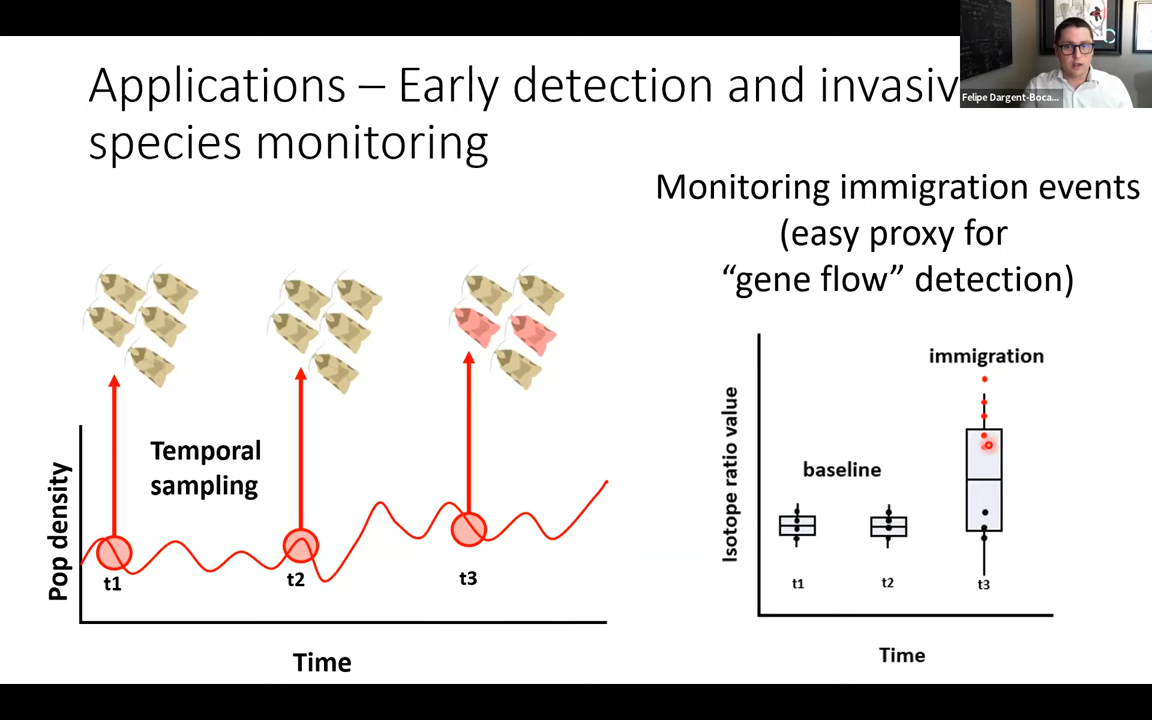 Applications – Early detection and invasiv
species monitoring
Felipe Dargent-Boca...
Monitoring immigration events
(easy proxy for
“gene flow” detection)
Temporal
sampling
Pop density
t1
t2
t3
Time
immigration
baseline
Isotope ratio value
t1
t2
t3
Time